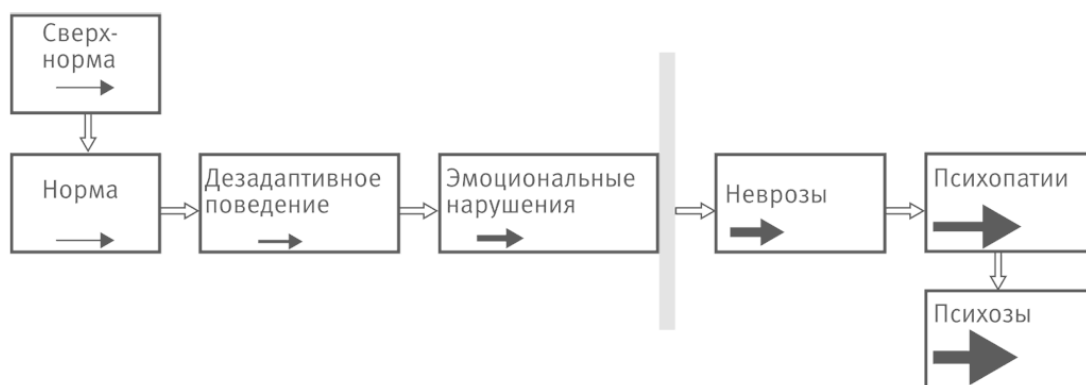 Сверх-
норма
Норма
Дезадаптивное
поведение
Эмоциональные
нарушения
Неврозы
Психопатии
Психозы